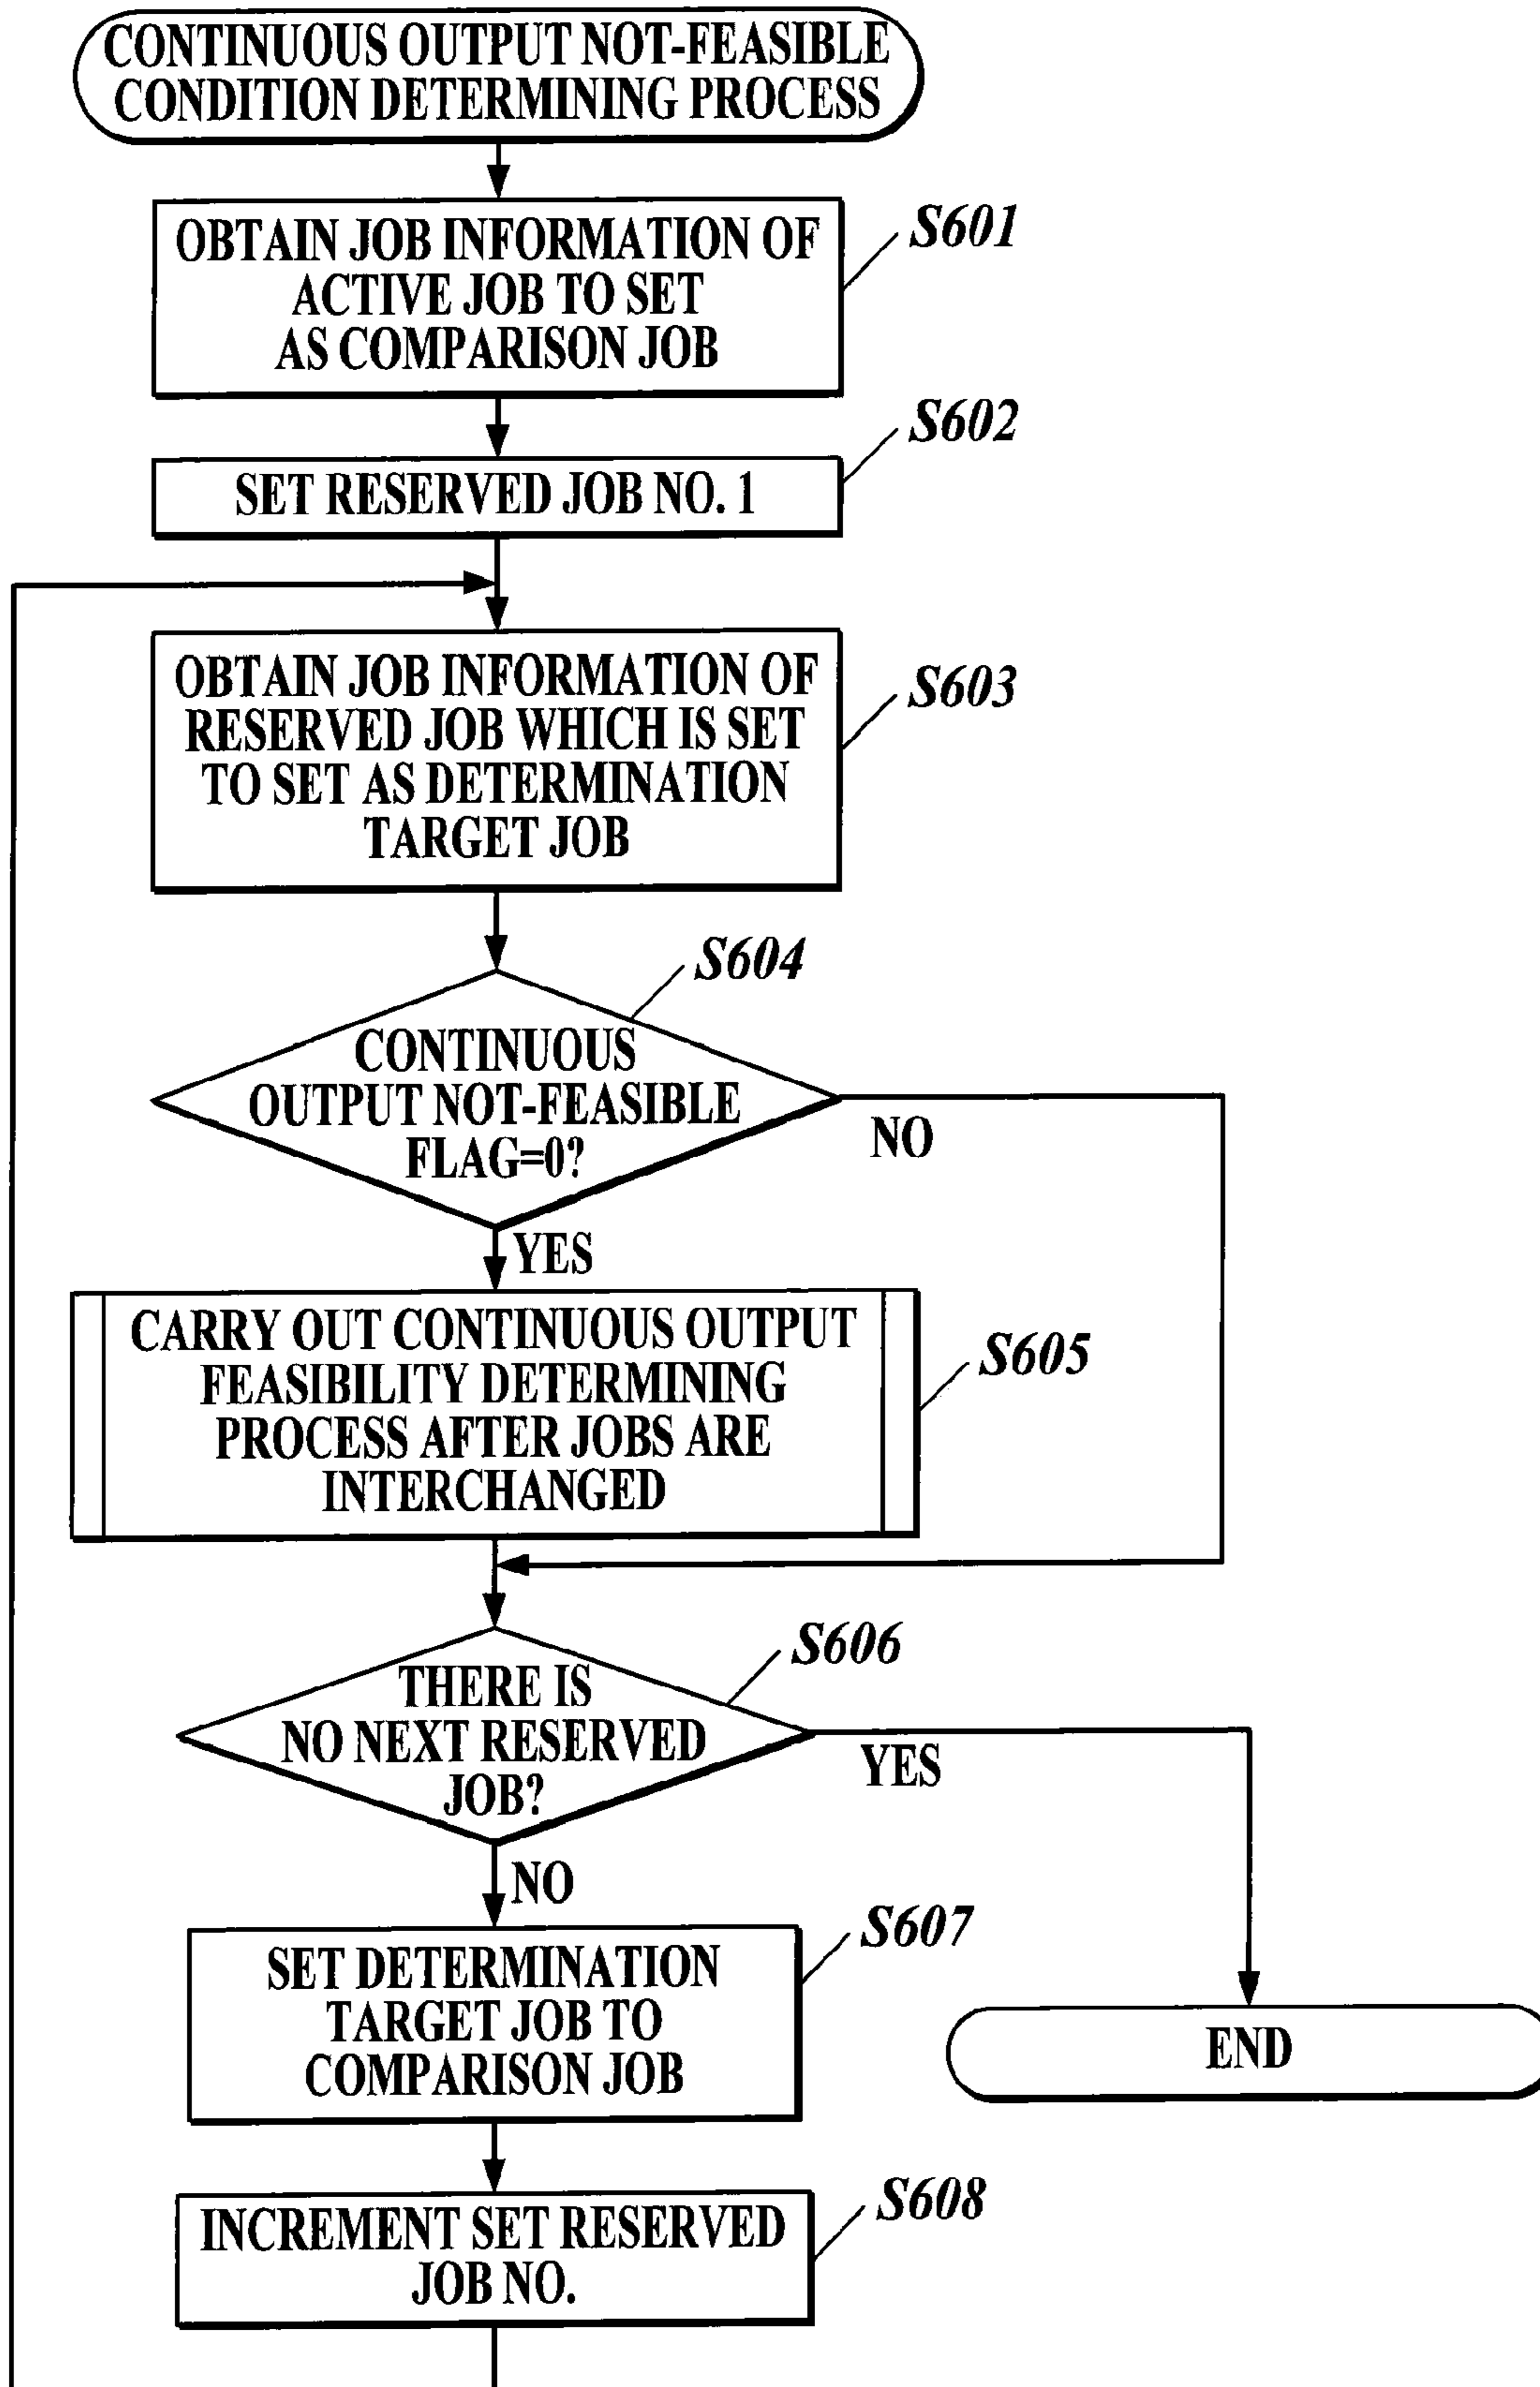 CONTINUOUS OUTPUT NOT-FEASIBLE
CONDITION DETERMINING PROCESS
OBTAIN JOB INFORMATION OF
ACTIVE JOB TO SET
AS COMPARISON JOB
S601
SET RESERVED JOB NO. 1
S602
OBTAIN JOB INFORMATION OF
RESERVED JOB WHICH IS SET
TO SET AS DETERMINATION
TARGET JOB
S603
S604
CONTINUOUS
OUTPUT NOT-FEASIBLE
FLAG=0?
NO
YES
CARRY OUT CONTINUOUS OUTPUT
FEASIBILITY DETERMINING
PROCESS AFTER JOBS ARE
INTERCHANGED
S605
S606
THERE IS
NO NEXT RESERVED
JOB?
YES
NO
SET DETERMINATION
TARGET JOB TO
COMPARISON JOB
S607
END
INCREMENT SET RESERVED
JOB NO.
S608